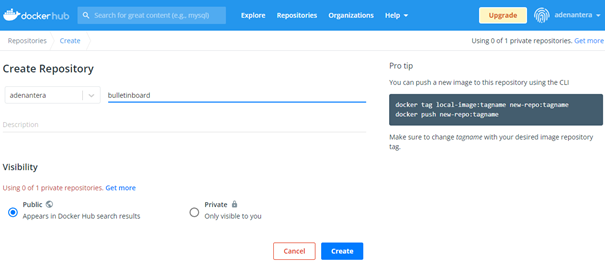 docker hub
Search for great content (e.g., mysql)
Explore Repositories Organizations Help
Upgrade
adenantera
Repositories Create
Using 0 of 1 private repositories. Get more
Create Repository
adenantera
bulletinboard
Description
Visibility
Using 0 of 1 private repositories. Get more
Public
Appears in Docker Hub search results
Private
Only visible to you
Cancel
Create
Pro tip
You can push a new image to this repository using the CLI
docker tag local-image:tagname new-repo:tagname
docker push new-repo:tagname
Make sure to change tagname with your desired image repository
tag.